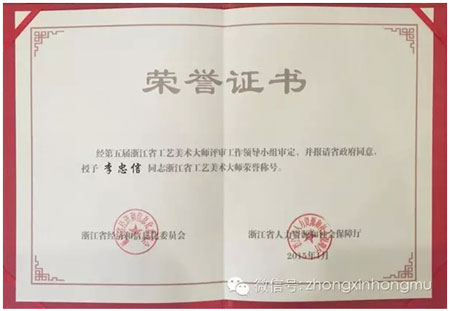 荣誉证书
经第五届浙江省工艺美术大师评审工作领导小组审定，并报请省政府同意，
授予 李忠信 同志浙江省工艺美术大师荣誉称号。
浙江省经济和信息化委员会
浙江省人力资源和社会保障厅
2015年1月
微信号: zhongxinhongmu